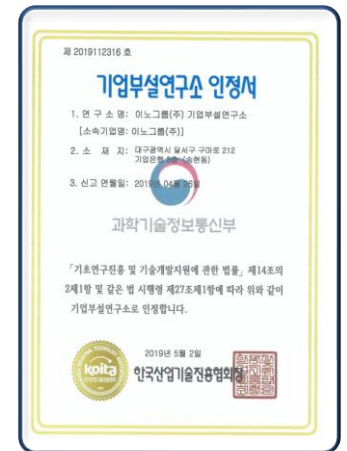 제 2019112316 호
기업부설연구소 인정서
1. 연 구 소 명: 이노그룹(주) 기업부설연구소
[소속기업명: 이노그룹(주)]
2. 소 재 지: 대구광역시 달서구 구마로 212
기업은행 (송현동)
3. 신고 연월일: 2019년 04월 26일
과학기술정보통신부
「기초연구진흥 및 기술개발지원에 관한 법률」 제14조의
2제1항 및 같은 법 시행령 제27조제1항에 따라 위와 같이
기업부설연구소로 인정합니다.
2019년 5월 2일
koita
한국산업기술진흥협회장